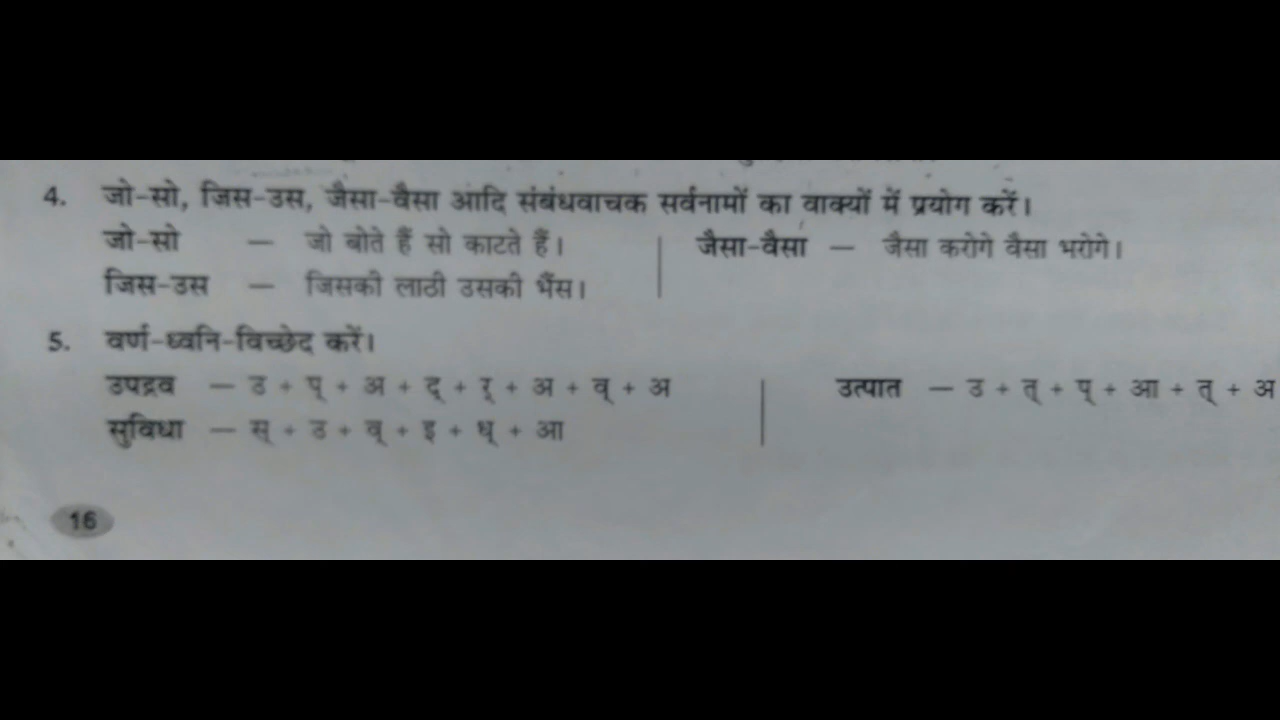 4. जो-सो, जिस-उस, जैसा-वैसा आदि संबंधवाचक सर्वनामों का वाक्यों में प्रयोग करें।
जो-सो — जो बोते हैं सो काटते हैं। जैसा-वैसा — जैसा करोगे वैसा भरोगे।
जिस-उस — जिसकी लाठी उसकी भैंस।
5. वर्ण-ध्वनि-विच्छेद करें।
उपद्रव — उ + प् + अ + द् + र् + अ + व् + अ उत्पात — उ + त् + प् + आ + त् + अ
सुविधा — स् + उ + व् + इ + ध् + आ
16